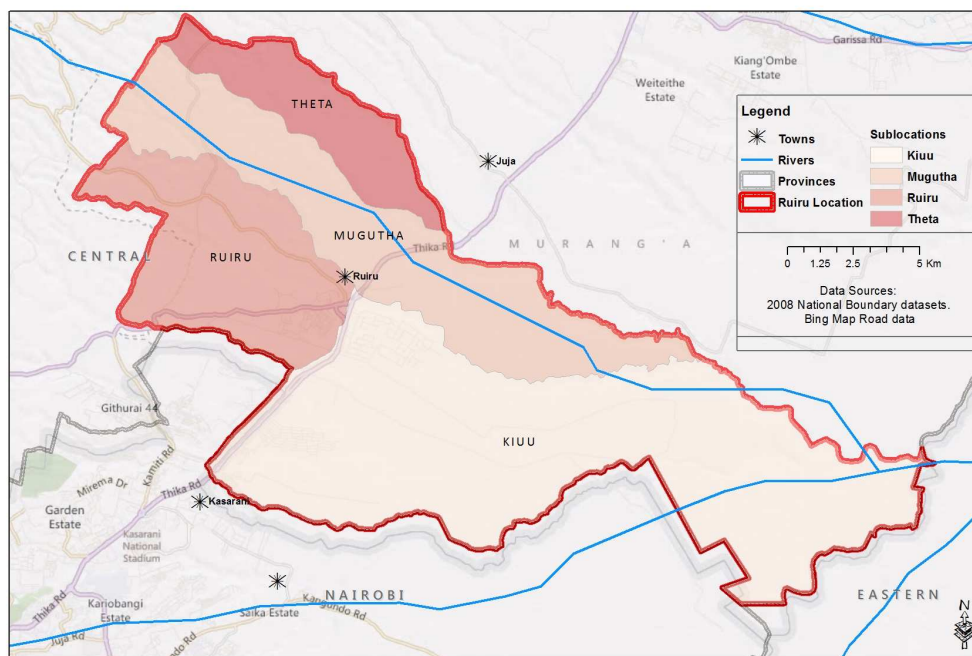 Garissa Rd
Kiang'Ombe
Estate
Weiteithe
Estate
THETA
Juja
MURANG'A
MUGUTHA
Thika R
CENTRAL
RUIRU
Ruiru
Githurai 44
KIUU
Kamiti Rd
Mirema Dr
Thika Rd
Kasarani
Garden
Estate
Kasarani
National
Stadium
NAIROBI
EASTERN
Saika Estate
Kangundo Rd
Kariobangi
Estate
Thika Rd
Juja Rd
N
Legend
Towns
Rivers
Provinces
Ruiru Location
Sublocations
Kiuu
Mugutha
Ruiru
Theta
0 1.25 2.5 5 Km
Data Sources:
2008 National Boundary datasets.
Bing Map Road data